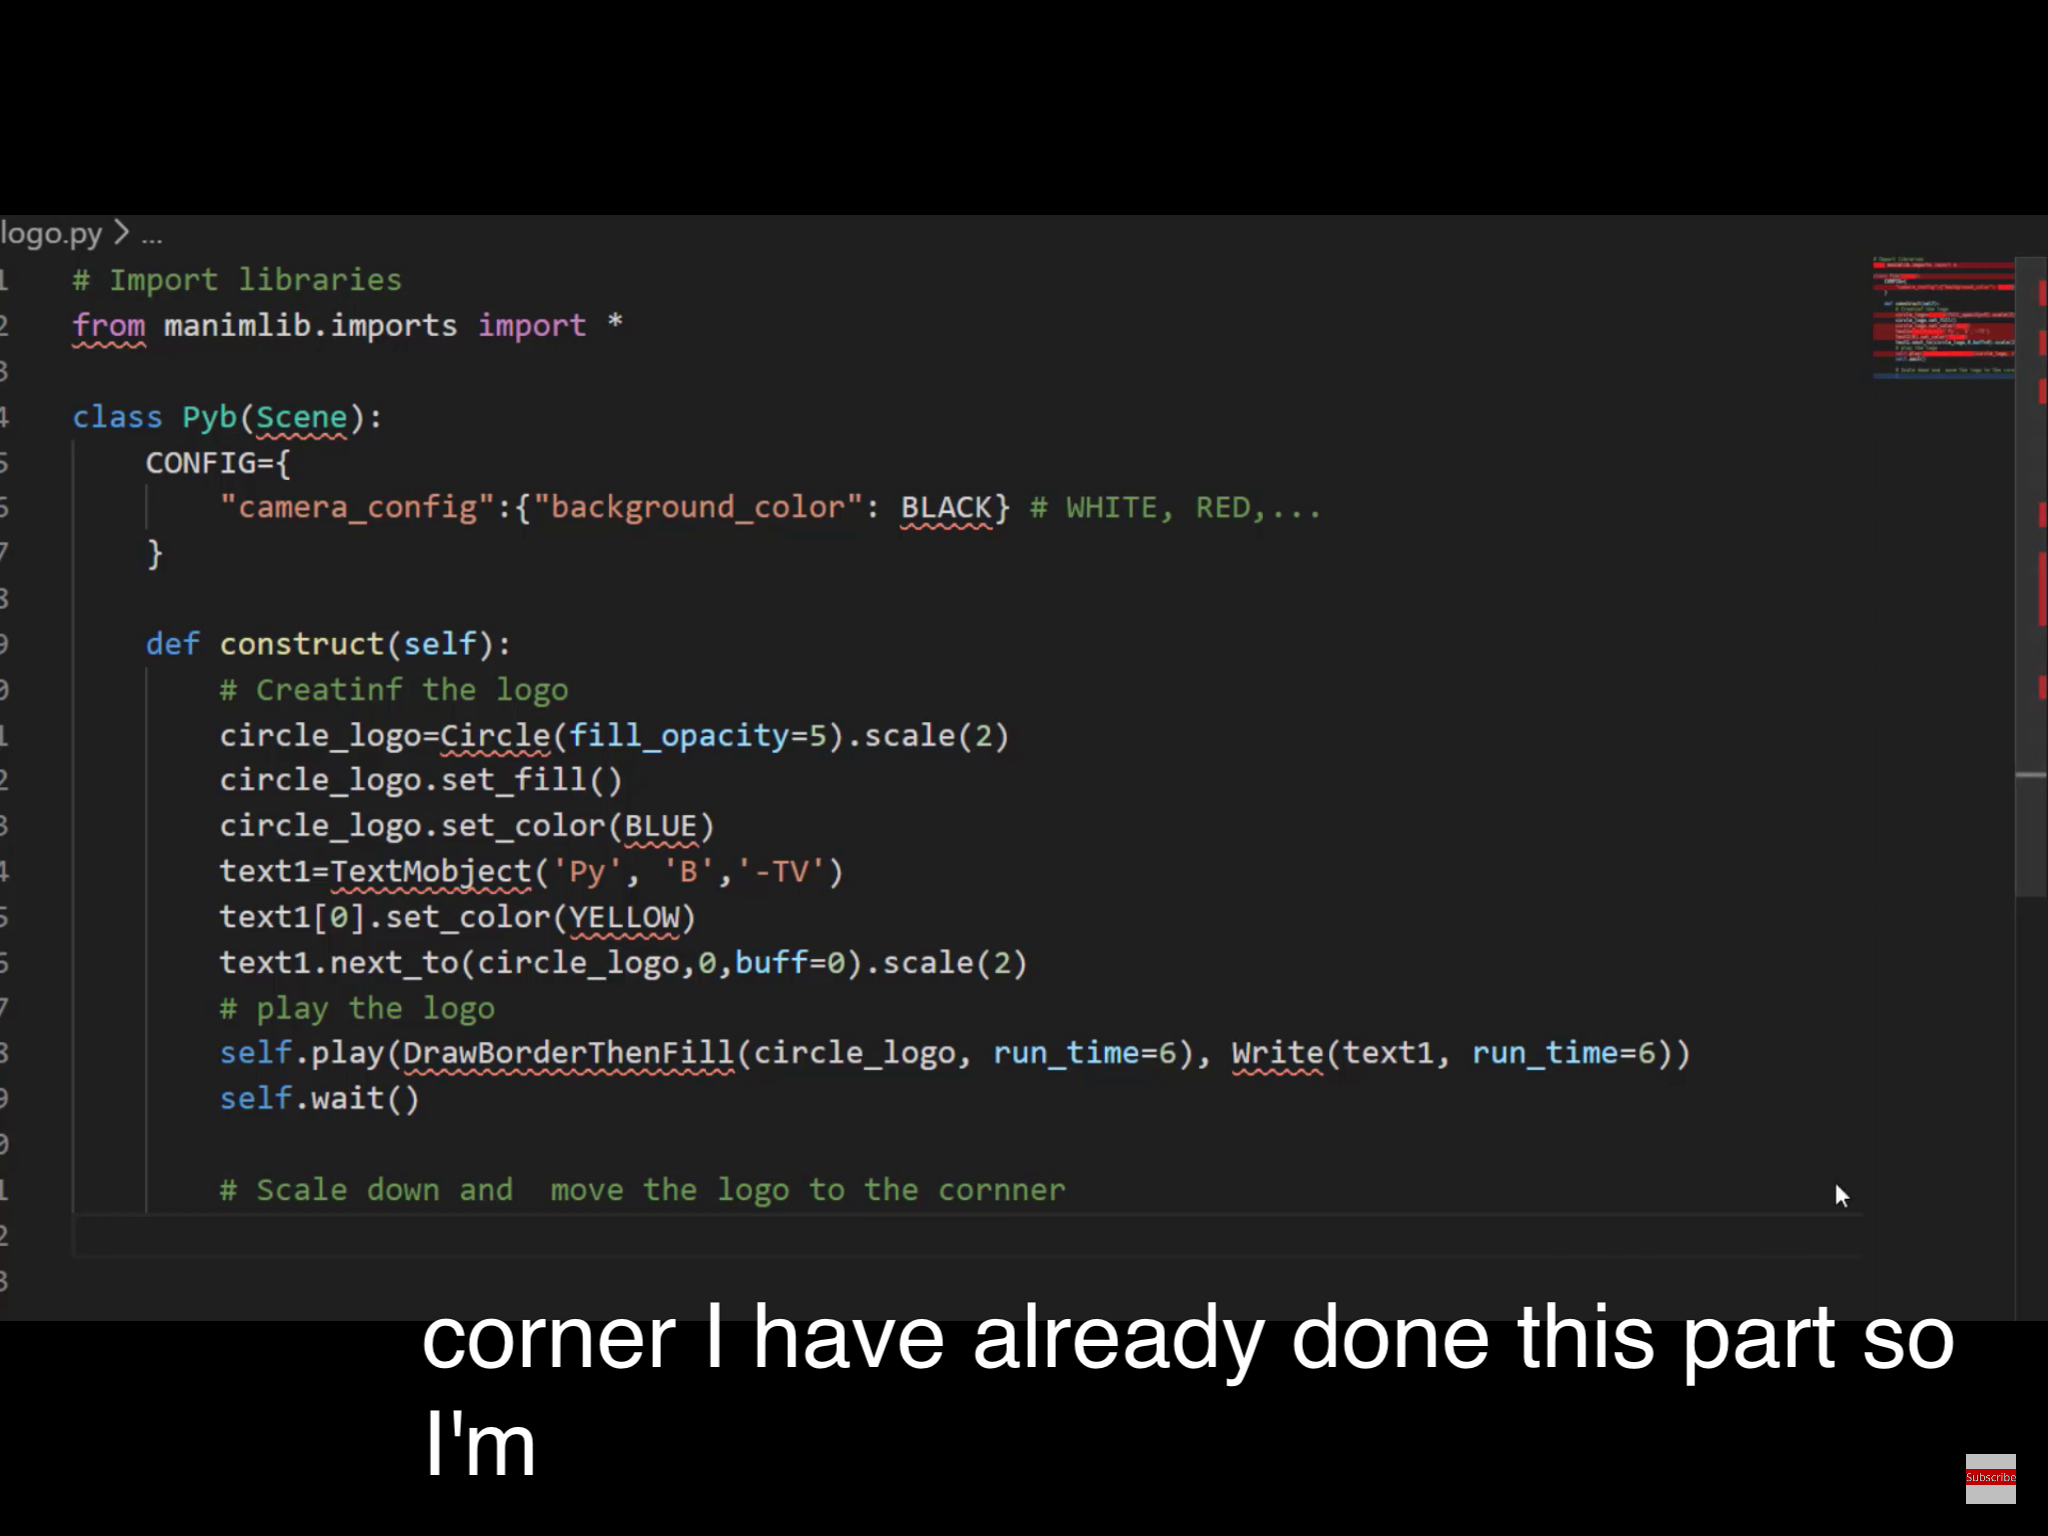 logo.py > ...
1 # Import libraries
2 from manimlib.imports import *
3
4 class Pyb(Scene):
5 CONFIG={
6 "camera_config":{"background_color": BLACK} # WHITE, RED,...
7 }
8
9 def construct(self):
0 # Creatinf the logo
1 circle_logo=Circle(fill_opacity=5).scale(2)
2 circle_logo.set_fill()
3 circle_logo.set_color(BLUE)
4 text1=TextMobject('Py', 'B','-TV')
5 text1[0].set_color(YELLOW)
6 text1.next_to(circle_logo,0,buff=0).scale(2)
7 # play the logo
8 self.play(DrawBorderThenFill(circle_logo, run_time=6), Write(text1, run_time=6))
9 self.wait()
0
1 # Scale down and  move the logo to the cornner
2
3
corner I have already done this part so
I'm
Subscribe